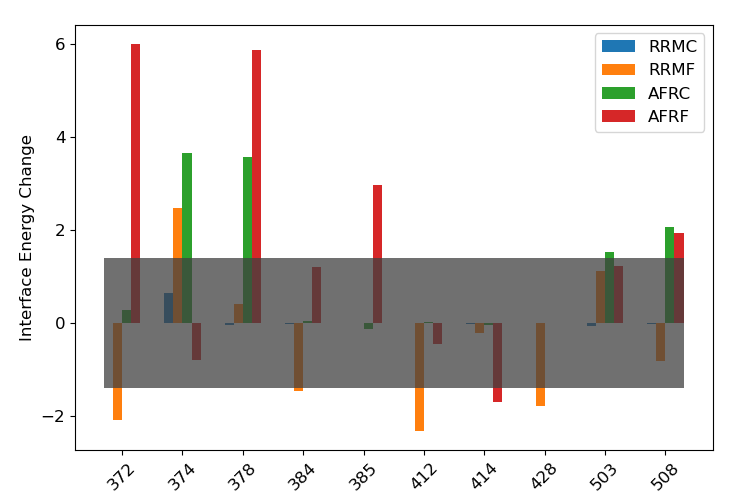 Interface Energy Change
6
4
2
0
−2
RRMC
RRMF
AFRC
AFRF
372 374 378 384 385 412 414 428 503 508